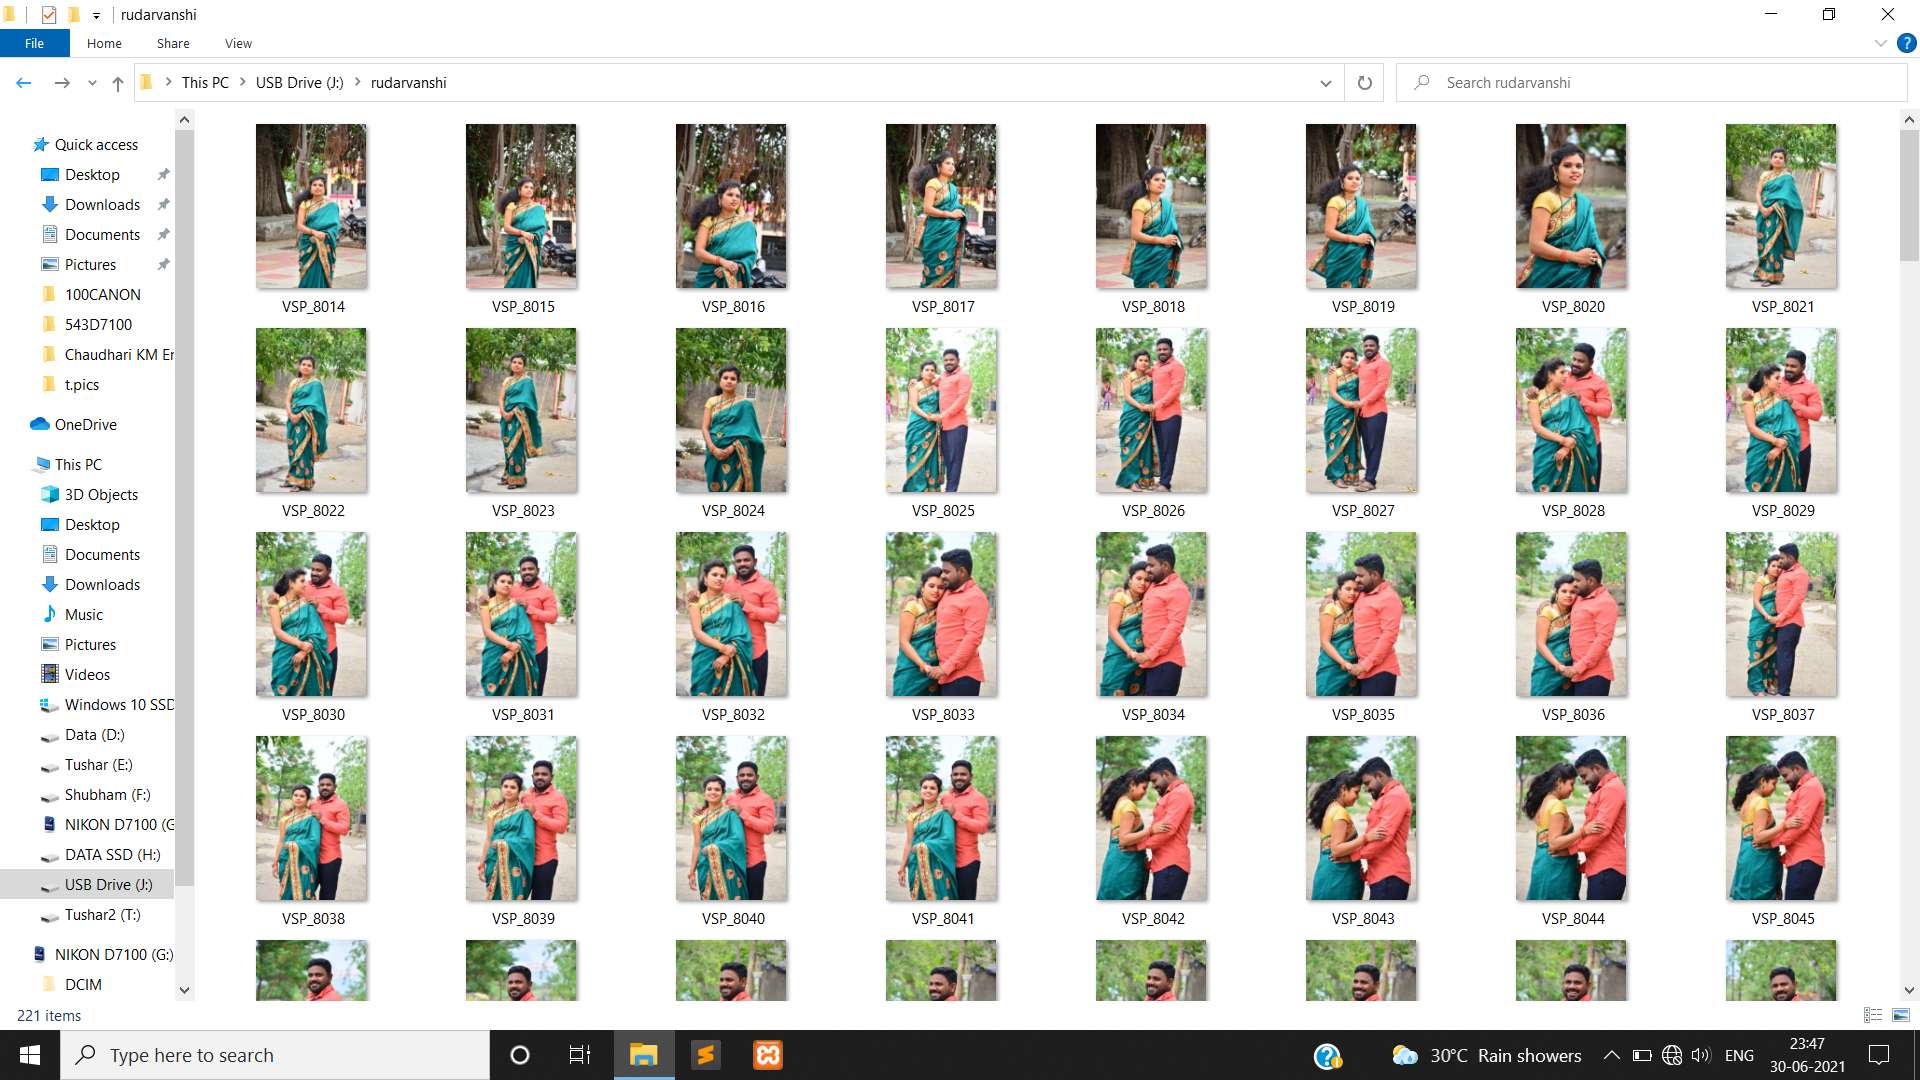 rudarvanshi
File Home Share View
This PC USB Drive (J:) rudarvanshi
Search rudarvanshi
Quick access
Desktop
Downloads
Documents
Pictures
100CANON
543D7100
Chaudhari KM Er
t.pics
OneDrive
This PC
3D Objects
Desktop
Documents
Downloads
Music
Pictures
Videos
Windows 10 SSD
Data (D:)
Tushar (E:)
Shubham (F:)
NIKON D7100 (G
DATA SSD (H:)
USB Drive (J:)
Tushar2 (T:)
NIKON D7100 (G:)
DCIM
VSP_8014 VSP_8015 VSP_8016 VSP_8017 VSP_8018 VSP_8019 VSP_8020 VSP_8021
VSP_8022 VSP_8023 VSP_8024 VSP_8025 VSP_8026 VSP_8027 VSP_8028 VSP_8029
VSP_8030 VSP_8031 VSP_8032 VSP_8033 VSP_8034 VSP_8035 VSP_8036 VSP_8037
VSP_8038 VSP_8039 VSP_8040 VSP_8041 VSP_8042 VSP_8043 VSP_8044 VSP_8045
221 items
Type here to search
30°C Rain showers
ENG
23:47
30-06-2021